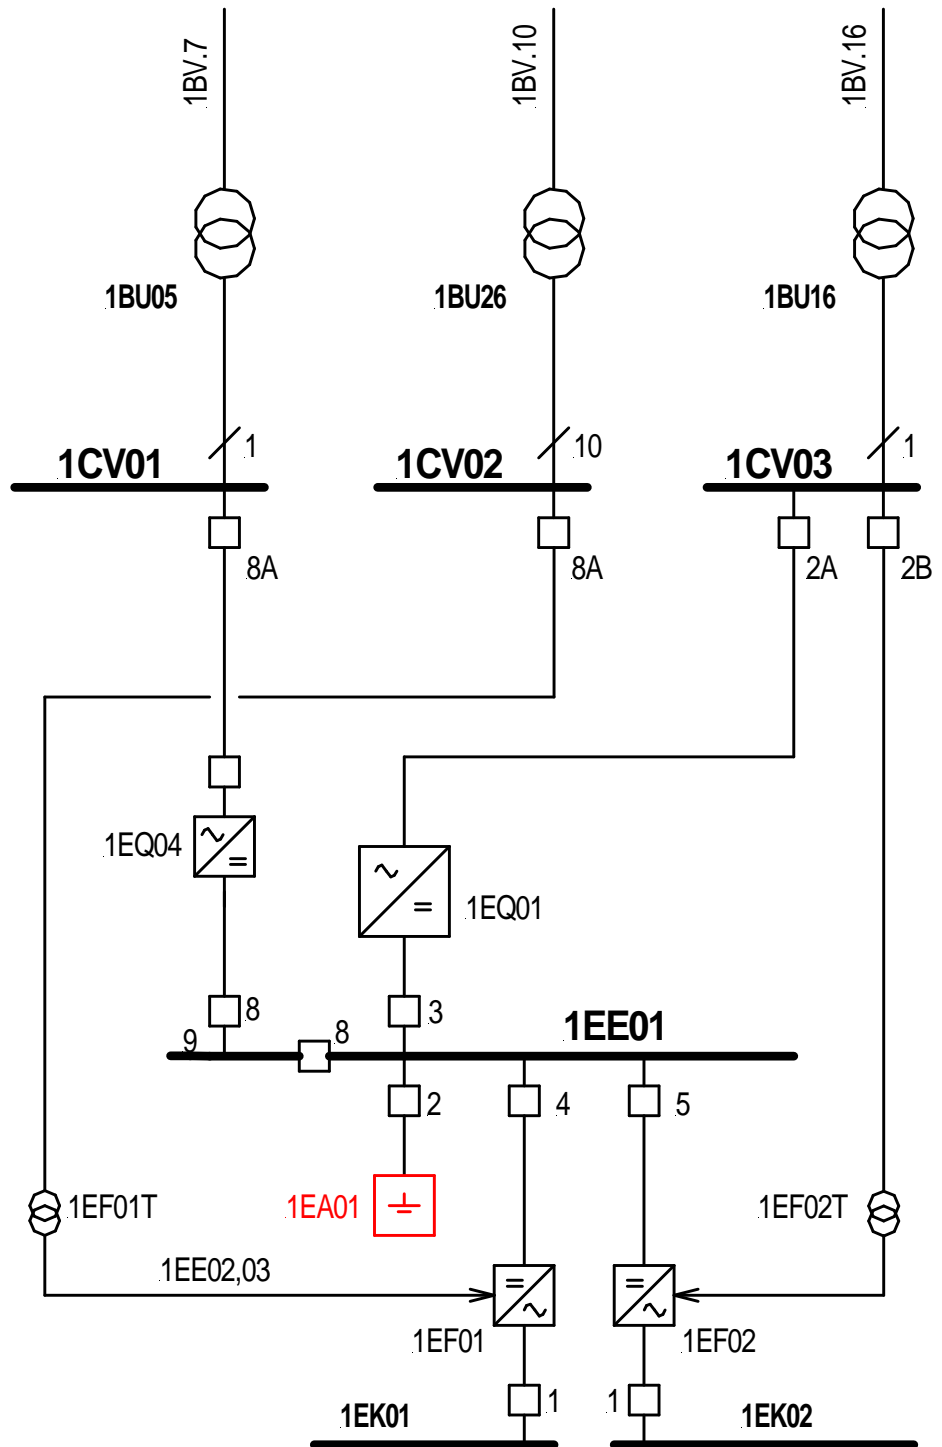 1BV.7
1BV.10
1BV.16
1BU05
1BU26
1BU16
1
10
1
1CV01
1CV02
1CV03
8A
8A
2A
2B
1EQ04
1EQ01
8
3
9
8
1EE01
2
4
5
1EF01T
1EA01
1EF02T
1EE02,03
1EF01
1EF02
1
1
1EK01
1EK02